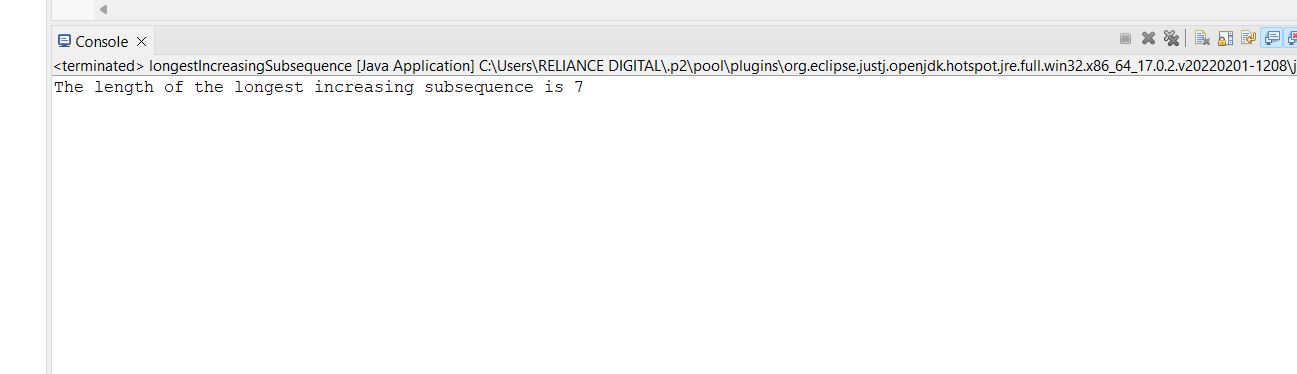 Console
<terminated> longestIncreasingSubsequence [Java Application] C:\Users\RELIANCE DIGITAL\.p2\pool\plugins\org.eclipse.justj.openjdk.hotspot.jre.full.win32.x86_64_17.0.2.v20220201-1208\j
The length of the longest increasing subsequence is 7